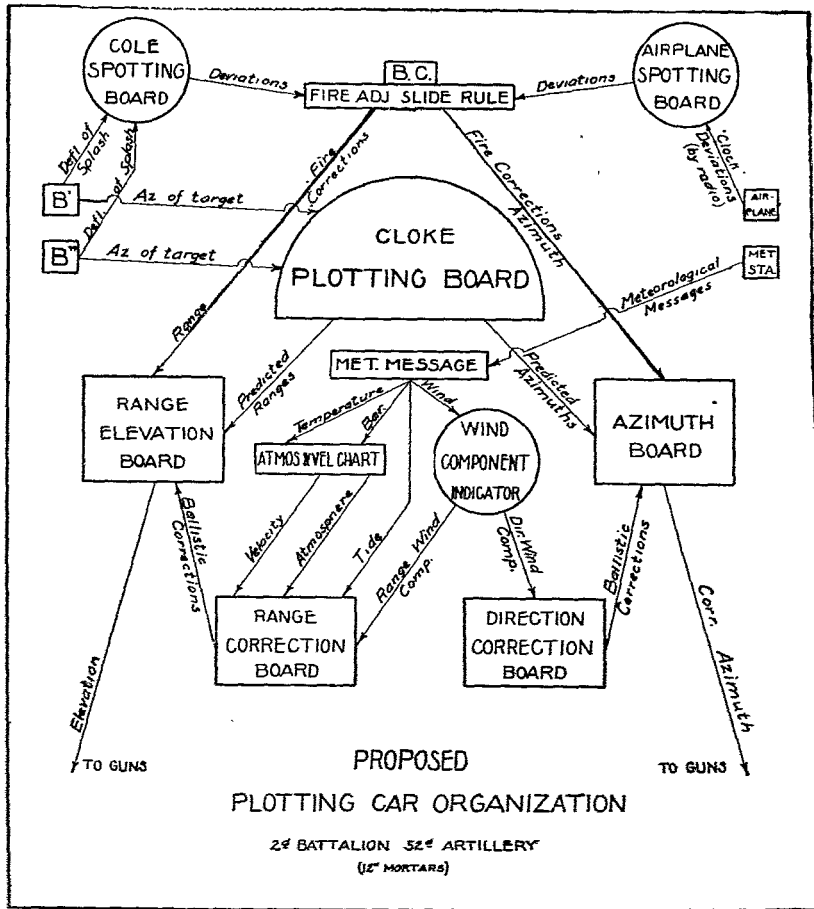 COLE
SPOTTING
BOARD
Deviations
B.C.
FIRE ADJ SLIDE RULE
Deviations
AIRPLANE
SPOTTING
BOARD
Defl of
Splash
Defl. of Splash
Fire
Corrections
Range
Fire Corrections
Azimuth
"Clock"
Deviations
(by radio)
B'
Az of target
B"
Az of target
AIR-
PLANE
MET
STA.
CLOKE
PLOTTING BOARD
Meteorological
Messages
Predicted
Ranges
MET. MESSAGE
Predicted
Azimuths
RANGE
ELEVATION
BOARD
Temperature
Bar.
Wind
ATMOS & VEL CHART
WIND
COMPONENT
INDICATOR
AZIMUTH
BOARD
Ballistic
Corrections
Velocity
Atmosphere
Tide
Range Wind
Comp.
Dir. Wind
Comp.
Ballistic
Corrections
RANGE
CORRECTION
BOARD
DIRECTION
CORRECTION
BOARD
Elevation
Corr.
Azimuth
TO GUNS
TO GUNS
PROPOSED
PLOTTING CAR ORGANIZATION
2d BATTALION 52d ARTILLERY
(12" MORTARS)